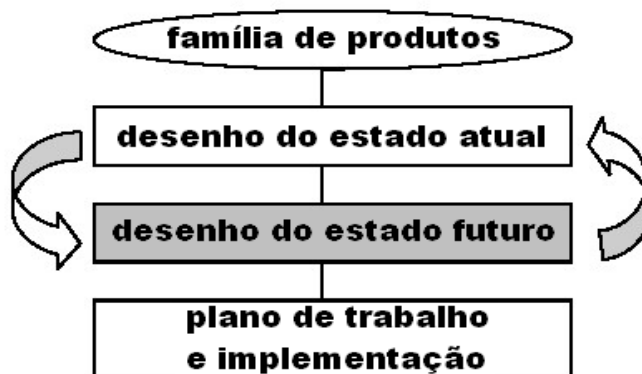 família de produtos
desenho do estado atual
desenho do estado futuro
plano de trabalho
e implementação